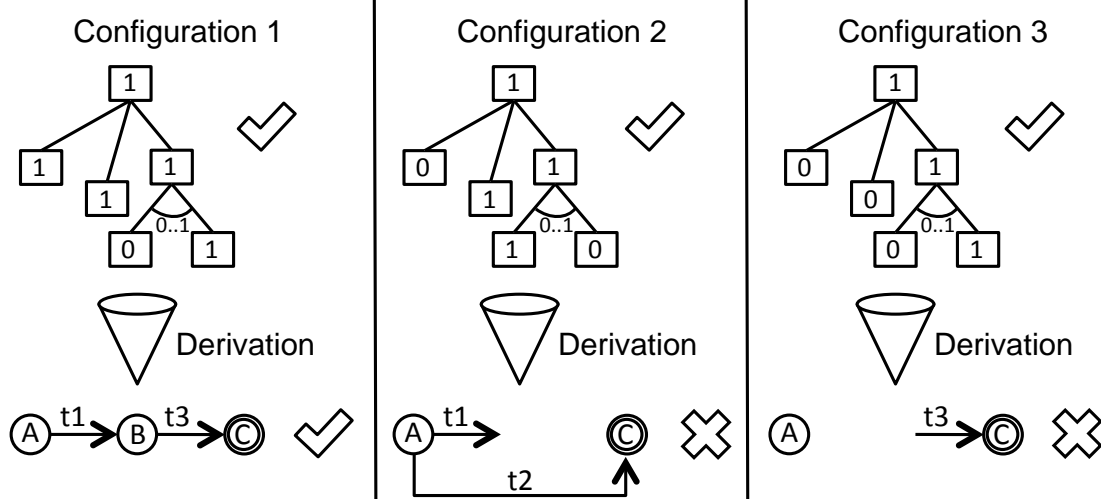 Configuration 1
1
1
1
1
0..1
0
1
Derivation
A
t1
B
t3
C
Configuration 2
1
0
1
1
0..1
1
0
Derivation
A
t1
C
t2
Configuration 3
1
0
1
0
0..1
0
1
Derivation
A
t3
C